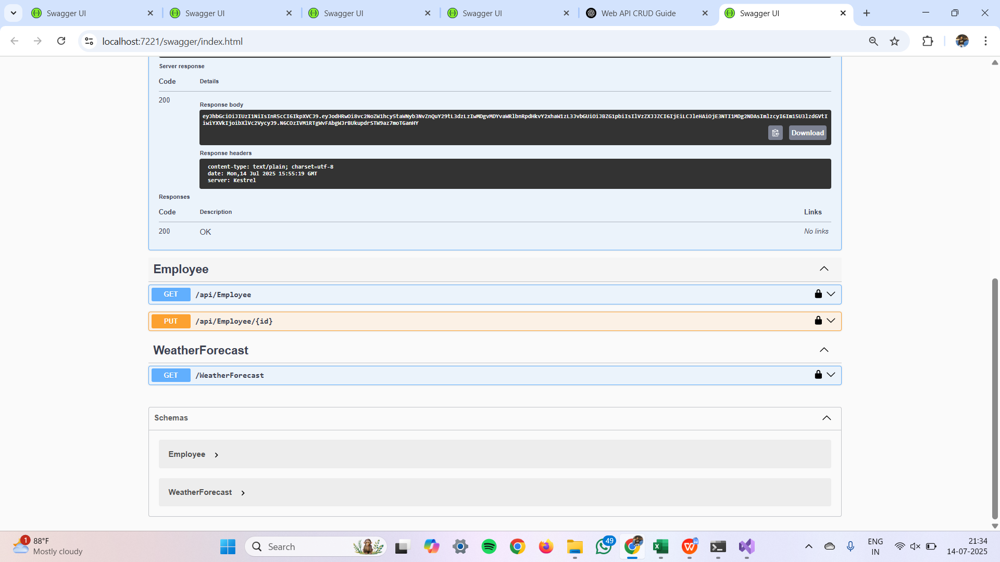 Swagger UI
Swagger UI
Swagger UI
Swagger UI
Web API CRUD Guide
Swagger UI
localhost:7221/swagger/index.html
Server response
Code Details
200
Response body
eyJhbGciOiJIUzI1NiIsInR5cCI6IkpXVCJ9.eyJodHRwOi8vc2NoZW1hcy5taWNyb3NvZnQuY29tL3dzLzIwMDgvMDYvaWRlbnRpdHkvY2xhaW1zL3JvbGUiOiJBZG1pbiIsIlVzZXJJZCI6IjEiLCJleHAiOjE3NTI1MDg2NDAsImlzcyI6Im15U3lzdGVtI
iwiYXVkIjoibXlVc2VycyJ9.N6COzIVM1RTgWvFAbgWJrBUkupdrSTW9az7moTGanHY
Download
Response headers
content-type: text/plain; charset=utf-8
date: Mon,14 Jul 2025 15:55:19 GMT
server: Kestrel
Responses
Code Description Links
200 OK No links
Employee
GET /api/Employee
PUT /api/Employee/{id}
WeatherForecast
GET /WeatherForecast
Schemas
Employee
WeatherForecast
1
88°F
Mostly cloudy
Search
49
ENG
IN
21:34
14-07-2025